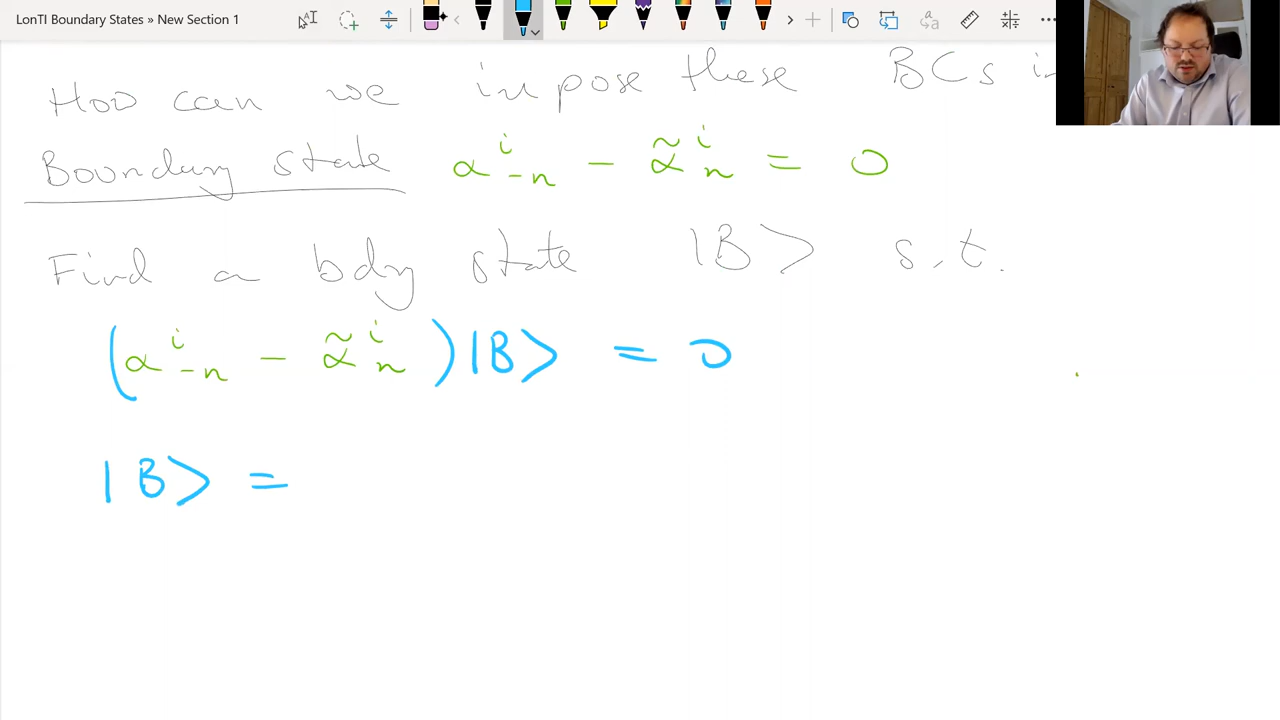 LonTI Boundary States » New Section 1
How can we impose these BCs in
Boundary state α^i_{-n} - α̃^i_n = 0
Find a bdry state |B> s.t.
(α^i_{-n} - α̃^i_n)|B> = 0
|B> =